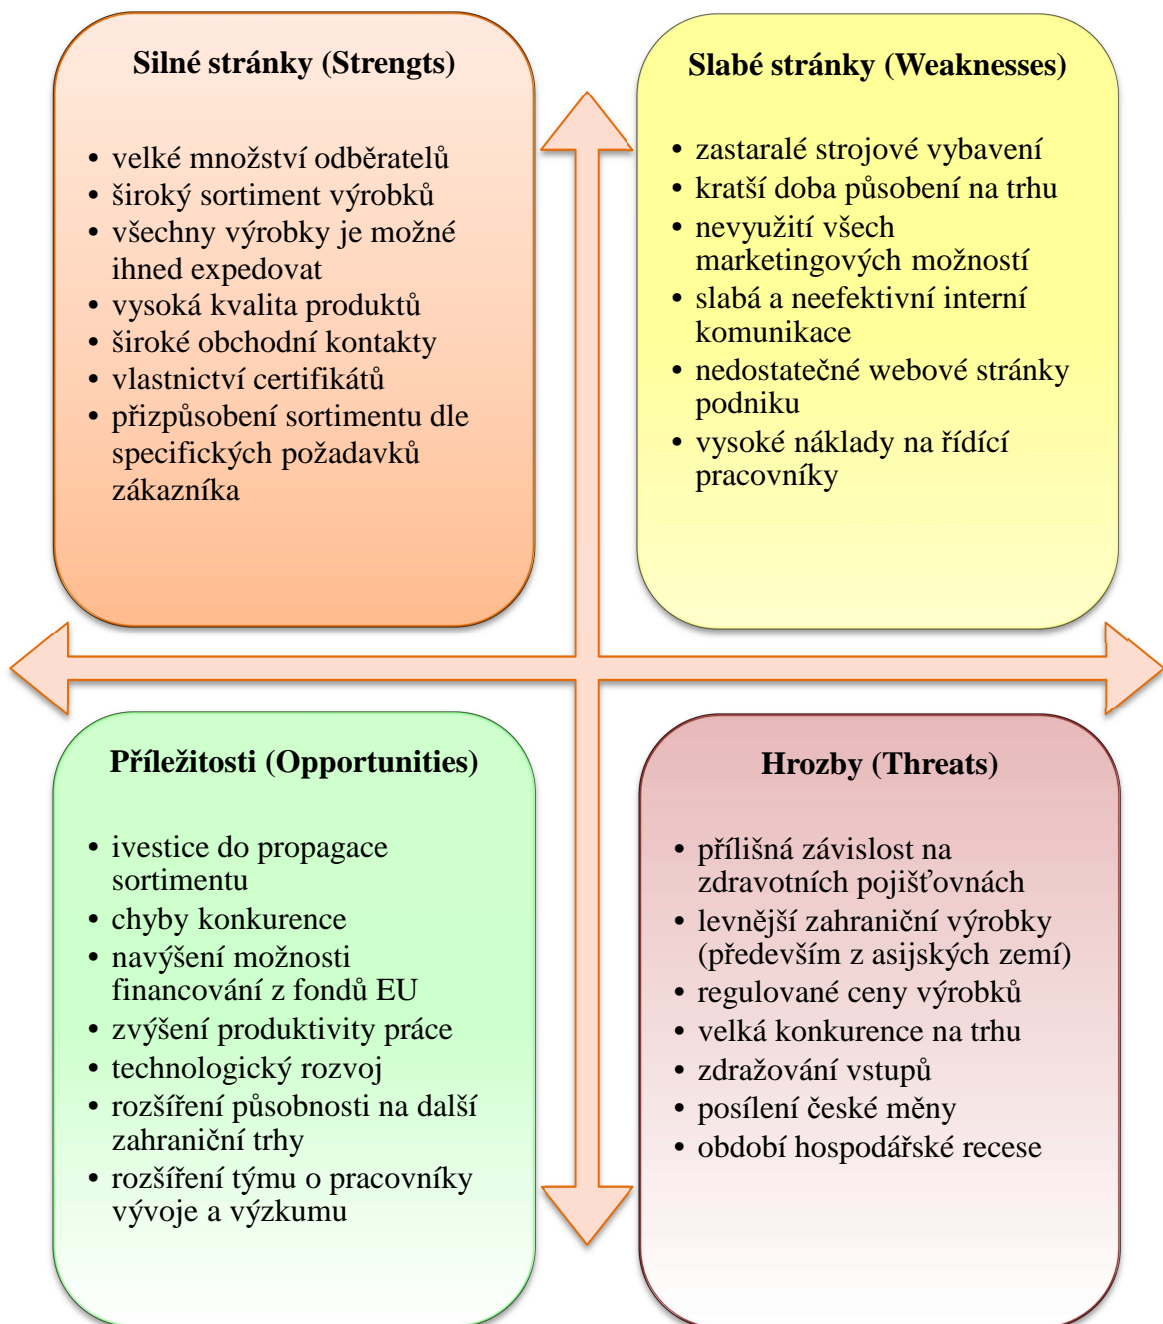 Silné stránky (Strengts)
• velké množství odběratelů
• široký sortiment výrobků
• všechny výrobky je možné
ihned expedovat
• vysoká kvalita produktů
• široké obchodní kontakty
• vlastnictví certifikátů
• přizpůsobení sortimentu dle
specifických požadavků
zákazníka
Slabé stránky (Weaknesses)
• zastaralé strojové vybavení
• kratší doba působení na trhu
• nevyužití všech
marketingových možností
• slabá a neefektivní interní
komunikace
• nedostatečné webové stránky
podniku
• vysoké náklady na řídící
pracovníky
Příležitosti (Opportunities)
• ivestice do propagace
sortimentu
• chyby konkurence
• navýšení možnosti
financování z fondů EU
• zvýšení produktivity práce
• technologický rozvoj
• rozšíření působnosti na další
zahraniční trhy
• rozšíření týmu o pracovníky
vývoje a výzkumu
Hrozby (Threats)
• přílišná závislost na
zdravotních pojišťovnách
• levnější zahraniční výrobky
(především z asijských zemí)
• regulované ceny výrobků
• velká konkurence na trhu
• zdražování vstupů
• posílení české měny
• období hospodářské recese